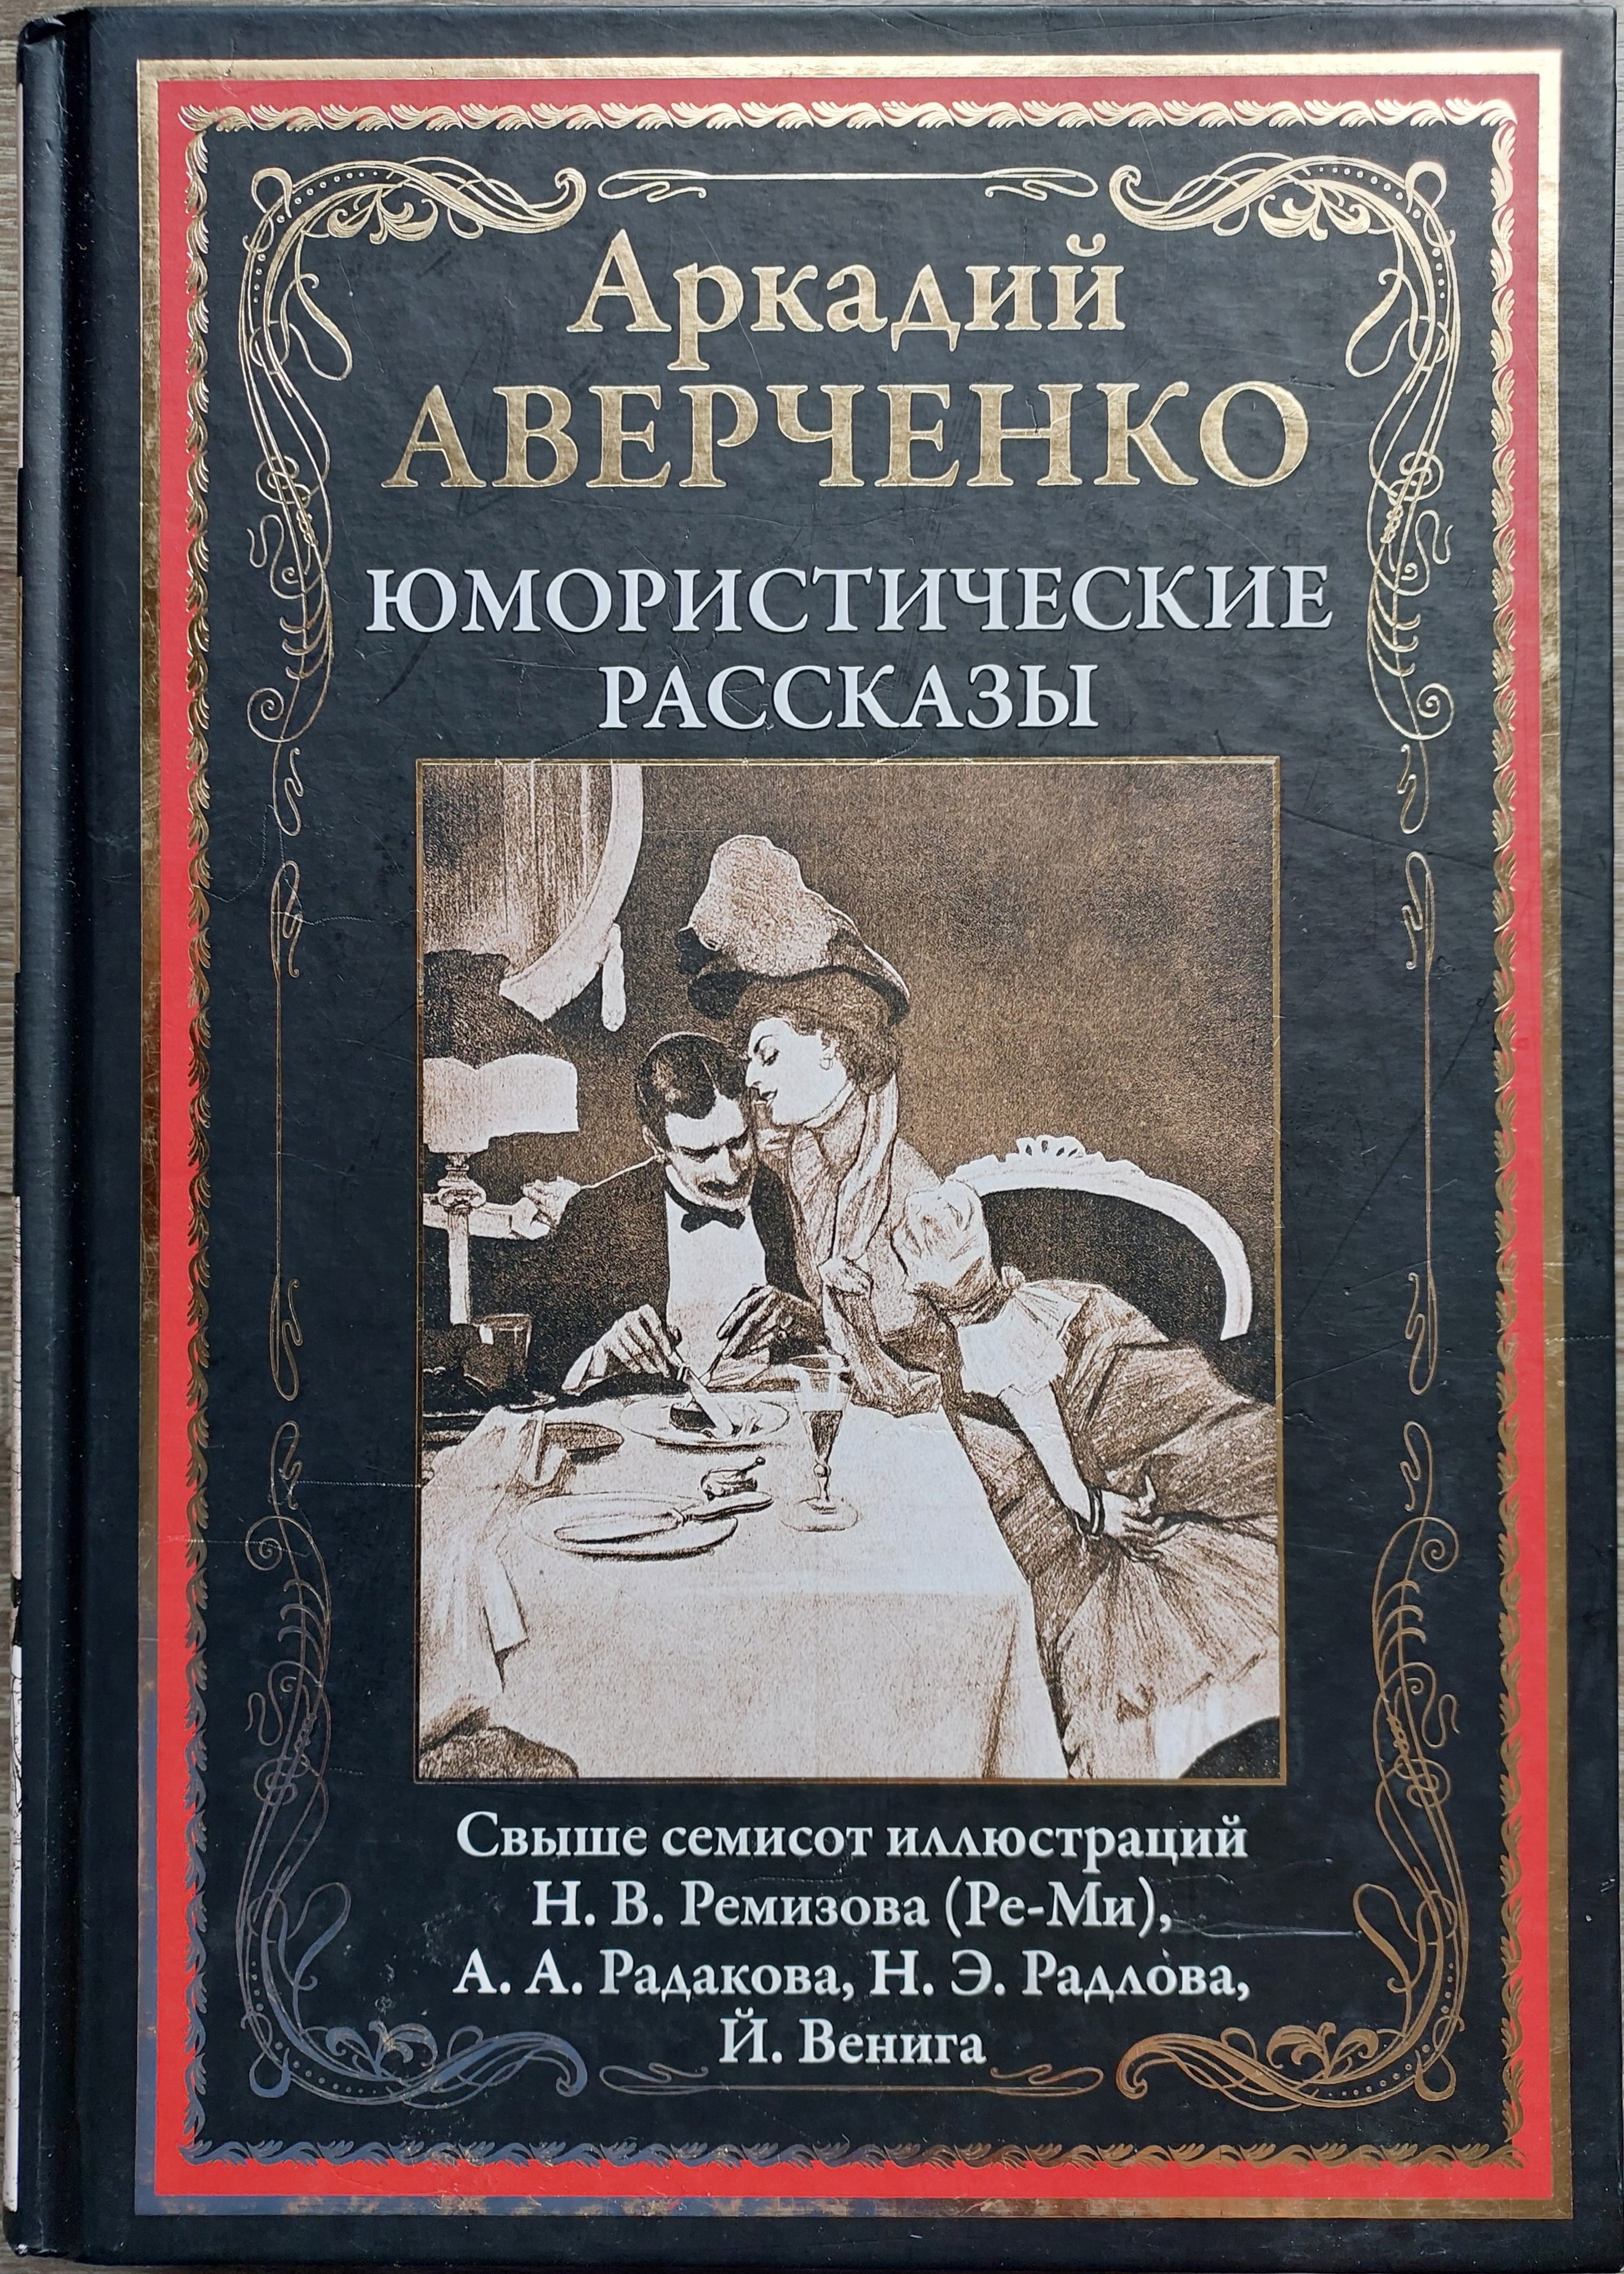 Аркадий
АВЕРЧЕНКО
ЮМОРИСТИЧЕСКИЕ
РАССКАЗЫ
Свыше семисот иллюстраций
Н. В. Ремизова (Ре-Ми),
А. А. Радакова, Н. Э. Радлова,
Й. Венига